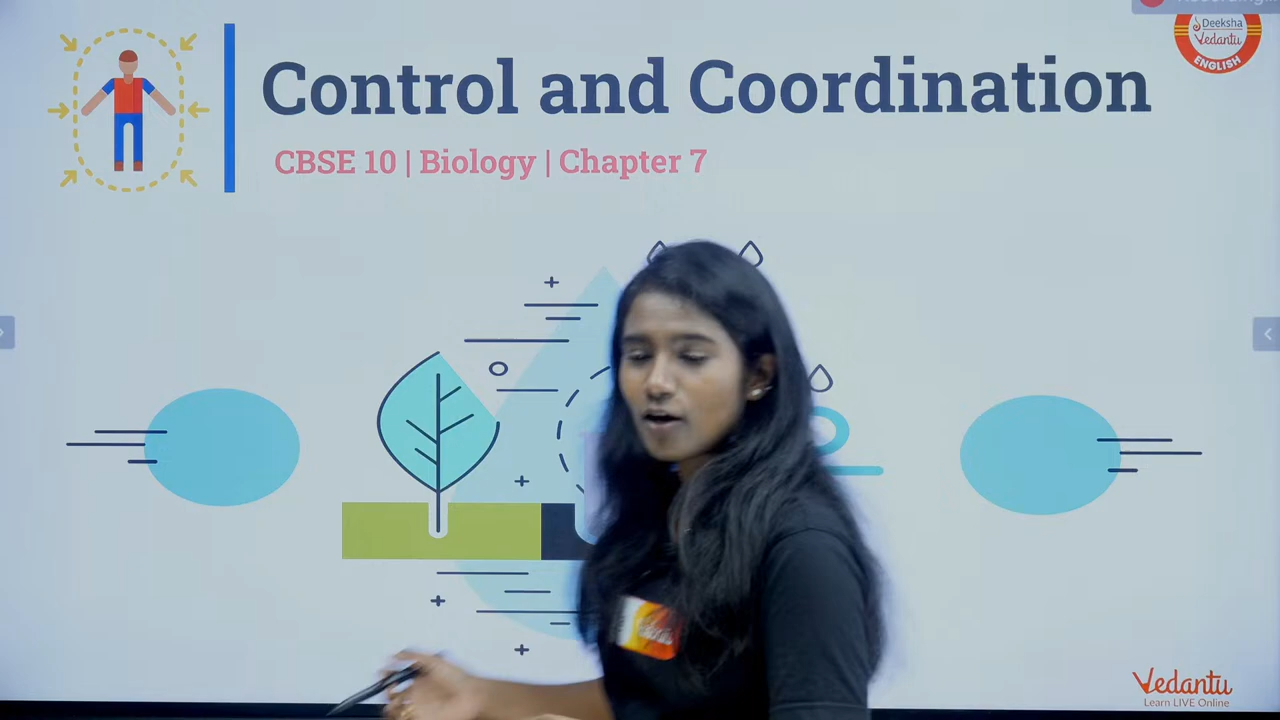 Deeksha
Vedantu
ENGLISH
Control and Coordination
CBSE 10 | Biology | Chapter 7
Vedantu
Learn LIVE Online